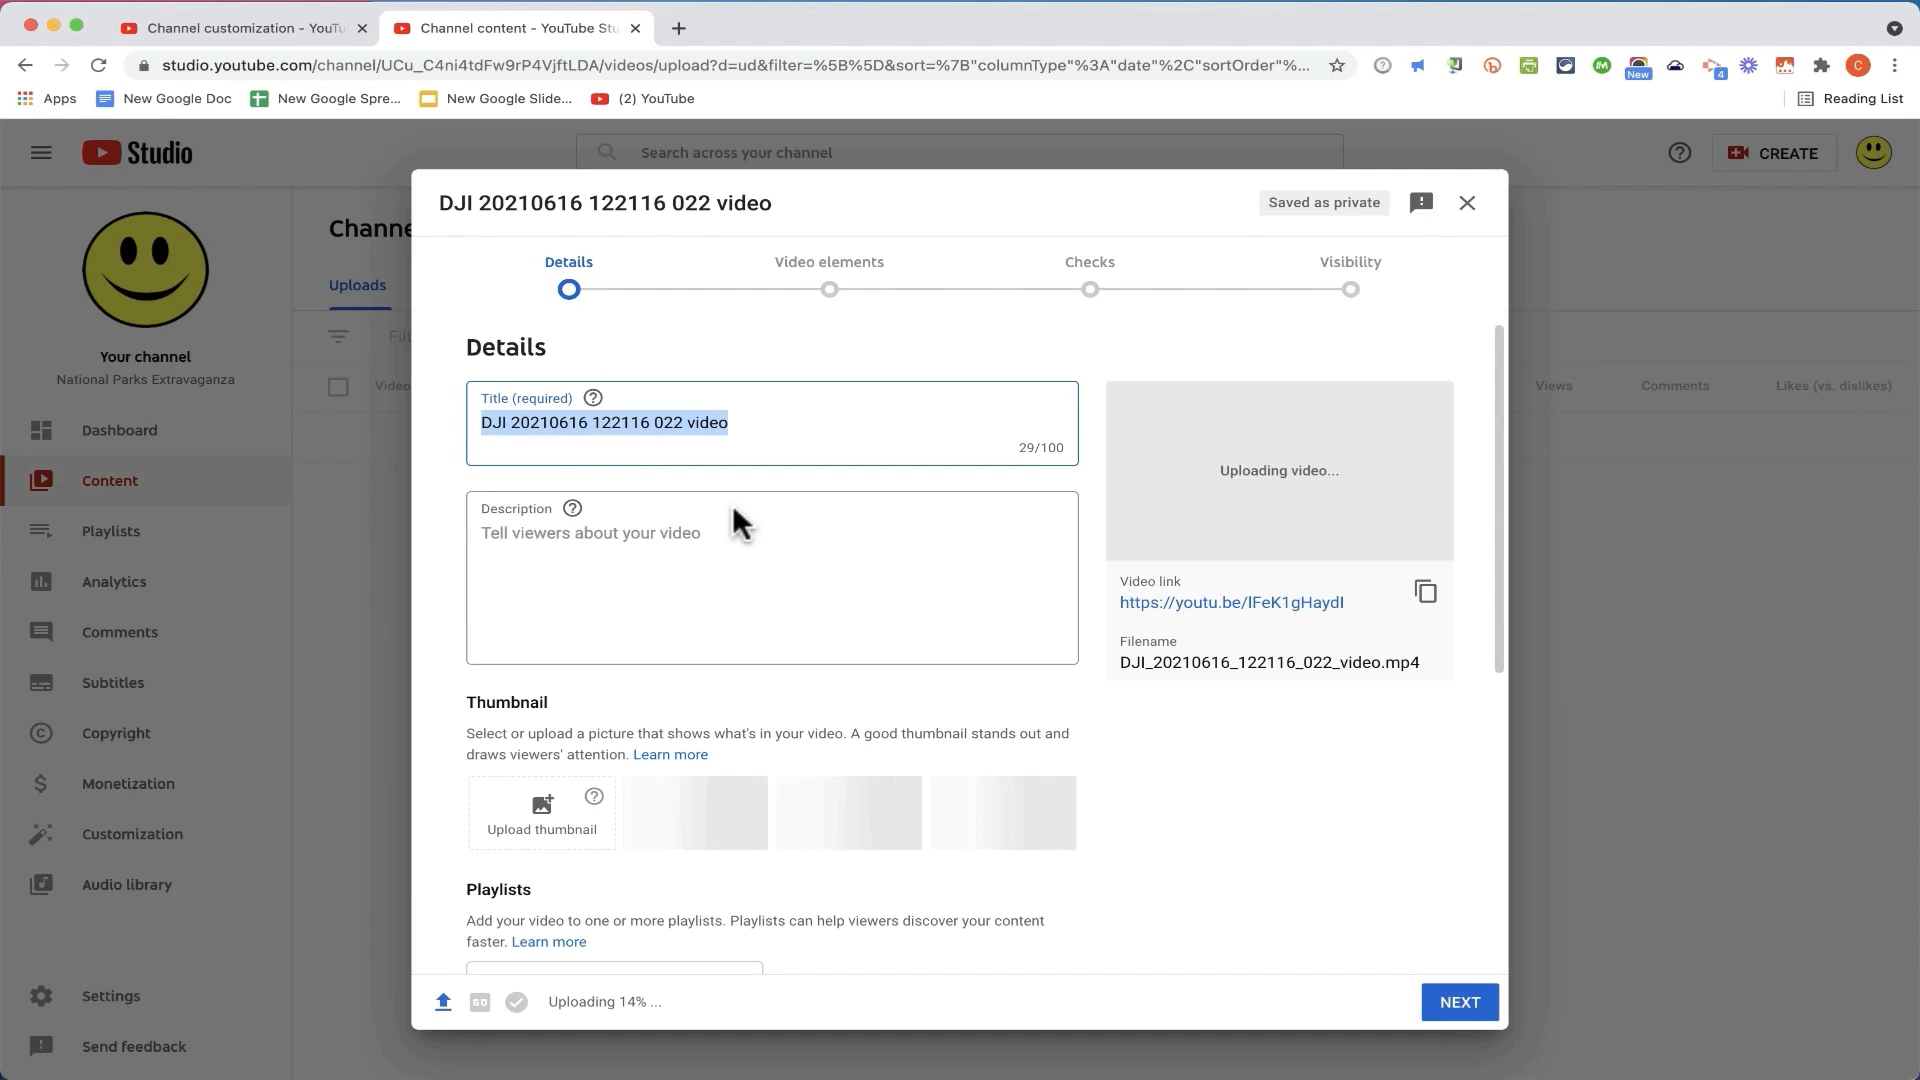 Channel customization - YouTu
Channel content - YouTube Stu
studio.youtube.com/channel/UCu_C4ni4tdFw9rP4VjftLDA/videos/upload?d=ud&filter=%5B%5D&sort=%7B"columnType"%3A"date"%2C"sortOrder"%...
New
4
C
Apps
New Google Doc
New Google Spre...
New Google Slide...
(2) YouTube
Reading List
Studio
Search across your channel
CREATE
DJI 20210616 122116 022 video
Saved as private
Channe
Details
Video elements
Checks
Visibility
Uploads
Filt
Your channel
National Parks Extravaganza
Video
Views
Comments
Likes (vs. dislikes)
Details
Title (required)
DJI 20210616 122116 022 video
29/100
Description
Tell viewers about your video
Uploading video...
Video link
https://youtu.be/lFeK1gHaydI
Filename
DJI_20210616_122116_022_video.mp4
Dashboard
Content
Playlists
Analytics
Comments
Subtitles
Copyright
Monetization
Customization
Audio library
Settings
Send feedback
Thumbnail
Select or upload a picture that shows what's in your video. A good thumbnail stands out and
draws viewers' attention. Learn more
Upload thumbnail
Playlists
Add your video to one or more playlists. Playlists can help viewers discover your content
faster. Learn more
SD
Uploading 14% ...
NEXT